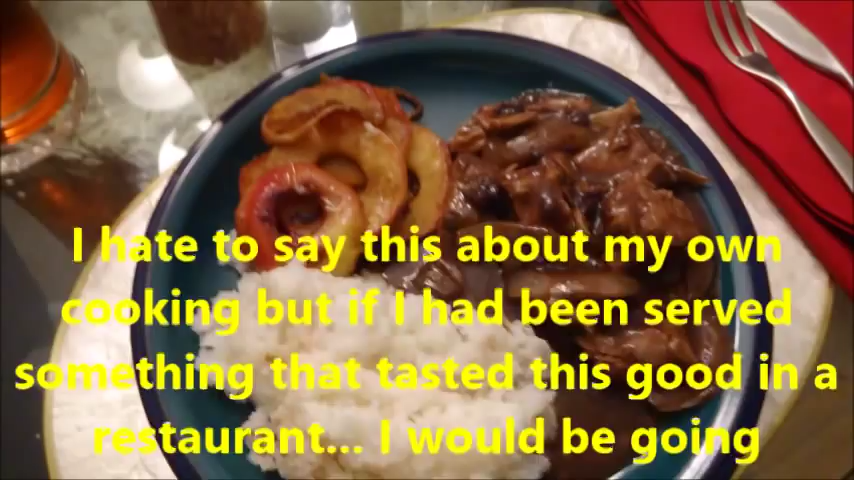 I hate to say this about my own
cooking but if I had been served
something that tasted this good in a
restaurant... I would be going